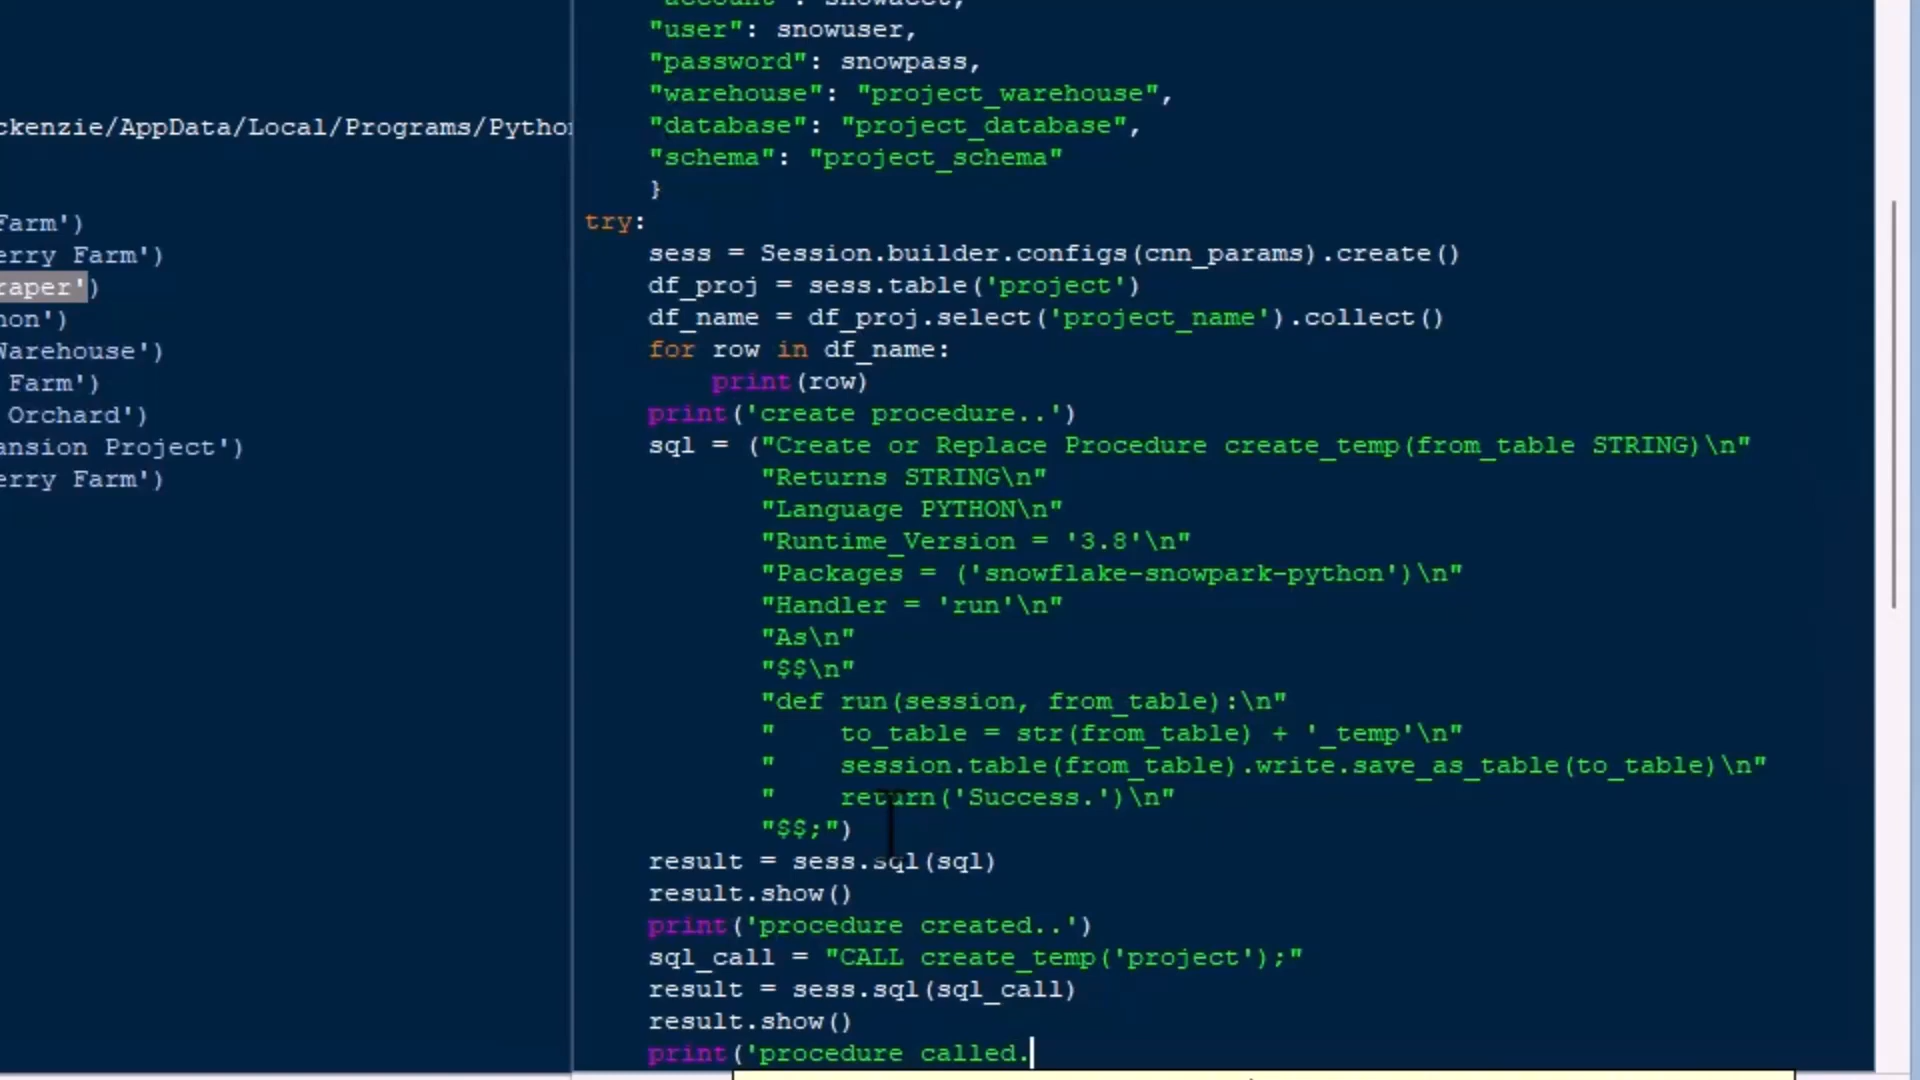 "account": snowacct,
"user": snowuser,
"password": snowpass,
"warehouse": "project_warehouse",
"database": "project_database",
"schema": "project_schema"
}
try:
sess = Session.builder.configs(cnn_params).create()
df_proj = sess.table('project')
df_name = df_proj.select('project_name').collect()
for row in df_name:
print(row)
print('create procedure..')
sql = ("Create or Replace Procedure create_temp(from_table STRING)\n"
"Returns STRING\n"
"Language PYTHON\n"
"Runtime_Version = '3.8'\n"
"Packages = ('snowflake-snowpark-python')\n"
"Handler = 'run'\n"
"As\n"
"$$\n"
"def run(session, from_table):\n"
"    to_table = str(from_table) + '_temp'\n"
"    session.table(from_table).write.save_as_table(to_table)\n"
"    return('Success.')\n"
"$$;")
result = sess.sql(sql)
result.show()
print('procedure created..')
sql_call = "CALL create_temp('project');"
result = sess.sql(sql_call)
result.show()
print('procedure called.
ckenzie/AppData/Local/Programs/Pytho
Farm')
erry Farm')
raper')
hon')
Warehouse')
Farm')
Orchard')
ansion Project')
erry Farm')